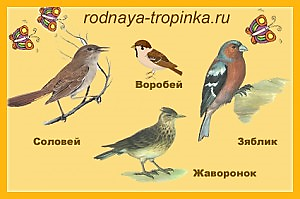 rodnaya-tropinka.ru
Воробей
Соловей
Зяблик
Жаворонок